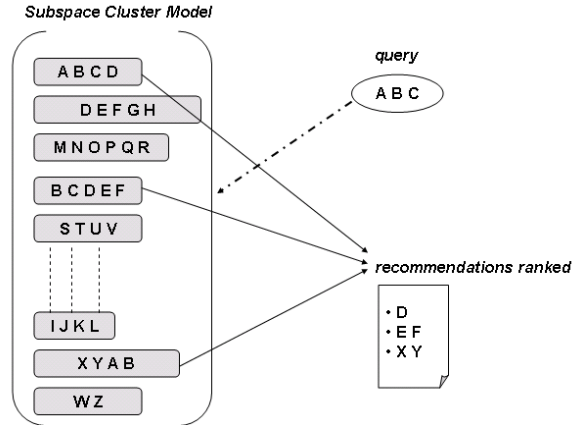 Subspace Cluster Model
A B C D
D E F G H
M N O P Q R
B C D E F
S T U V
I J K L
X Y A B
W Z
query
A B C
recommendations ranked
• D
• E F
• X Y